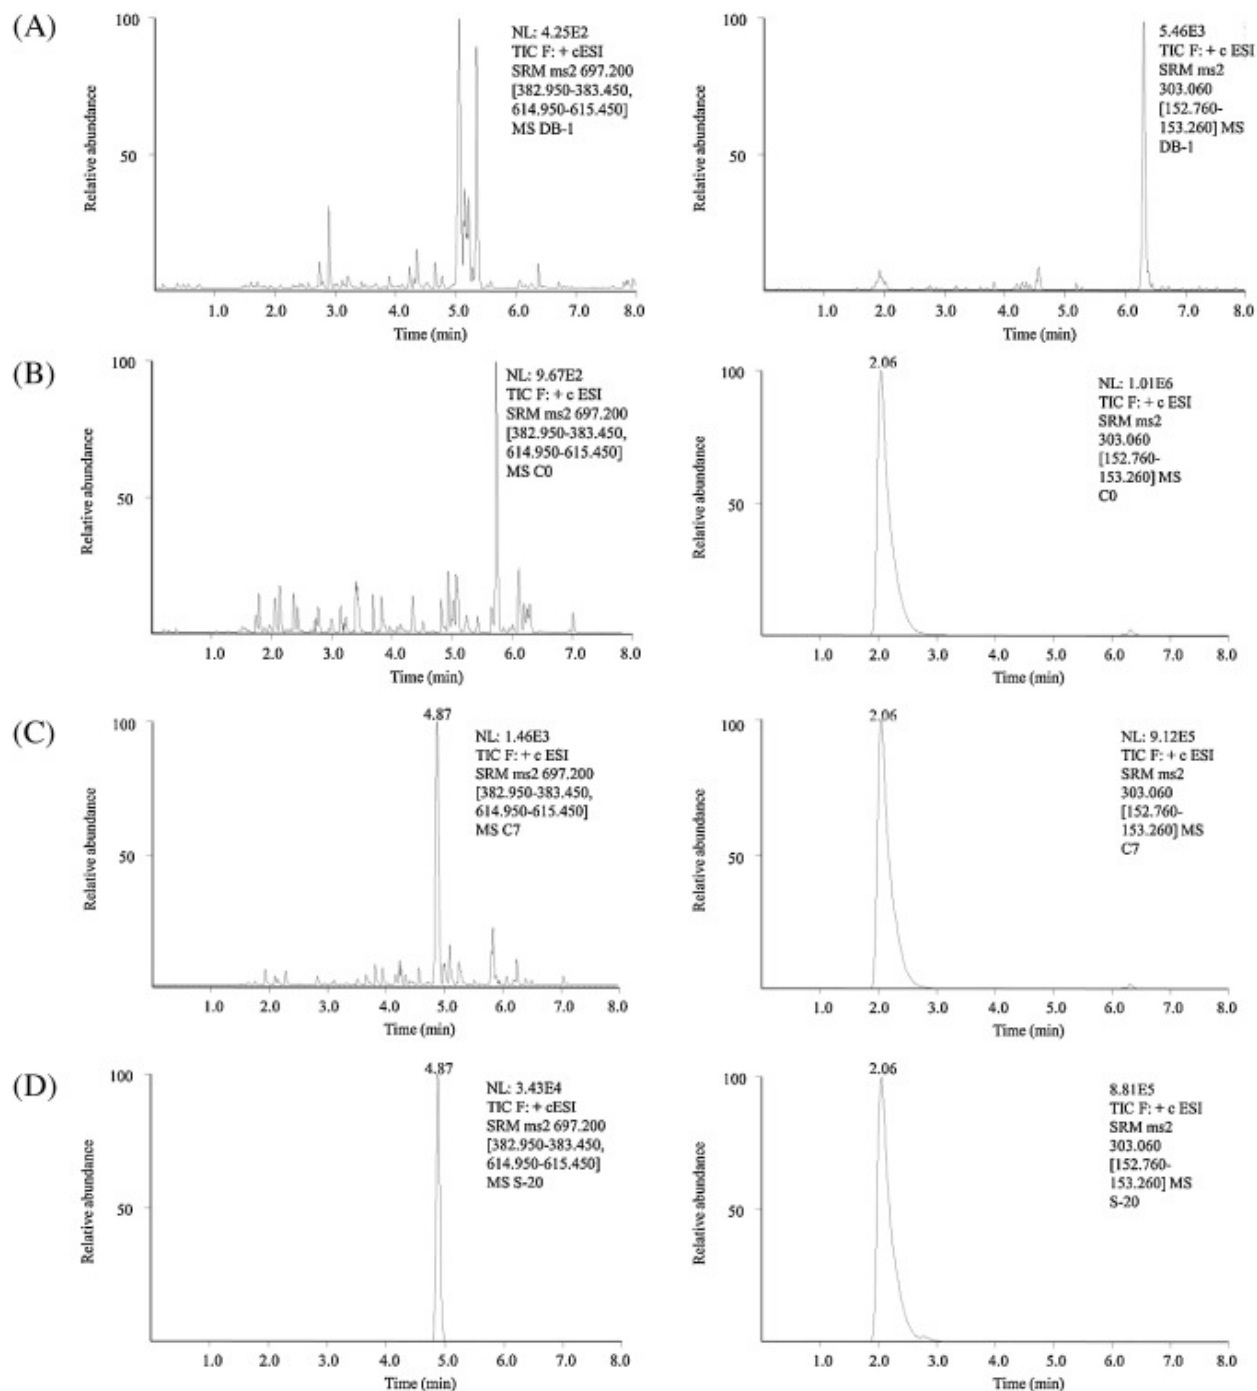 (A)
100
50
Relative abundance
NL: 4.25E2
TIC F: + cESI
SRM ms2 697.200
[382.950-383.450,
614.950-615.450]
MS DB-1
1.0 2.0 3.0 4.0 5.0 6.0 7.0 8.0
Time (min)
100
50
Relative abundance
5.46E3
TIC F: + c ESI
SRM ms2
303.060
[152.760-
153.260] MS
DB-1
1.0 2.0 3.0 4.0 5.0 6.0 7.0 8.0
Time (min)
(B)
100
50
Relative abundance
NL: 9.67E2
TIC F: + c ESI
SRM ms2 697.200
[382.950-383.450,
614.950-615.450]
MS C0
1.0 2.0 3.0 4.0 5.0 6.0 7.0 8.0
Time (min)
2.06
100
50
Relative abundance
NL: 1.01E6
TIC F: + c ESI
SRM ms2
303.060
[152.760-
153.260] MS
C0
1.0 2.0 3.0 4.0 5.0 6.0 7.0 8.0
Time (min)
(C)
4.87
100
50
Relative abundance
NL: 1.46E3
TIC F: + c ESI
SRM ms2 697.200
[382.950-383.450,
614.950-615.450]
MS C7
1.0 2.0 3.0 4.0 5.0 6.0 7.0 8.0
Time (min)
2.06
100
50
Relative abundance
NL: 9.12E5
TIC F: + c ESI
SRM ms2
303.060
[152.760-
153.260] MS
C7
1.0 2.0 3.0 4.0 5.0 6.0 7.0 8.0
Time (min)
(D)
4.87
100
50
Relative abundance
NL: 3.43E4
TIC F: + cESI
SRM ms2 697.200
[382.950-383.450,
614.950-615.450]
MS S-20
1.0 2.0 3.0 4.0 5.0 6.0 7.0 8.0
Time (min)
2.06
100
50
Relative abundance
8.81E5
TIC F: + c ESI
SRM ms2
303.060
[152.760-
153.260] MS
S-20
1.0 2.0 3.0 4.0 5.0 6.0 7.0 8.0
Time (min)